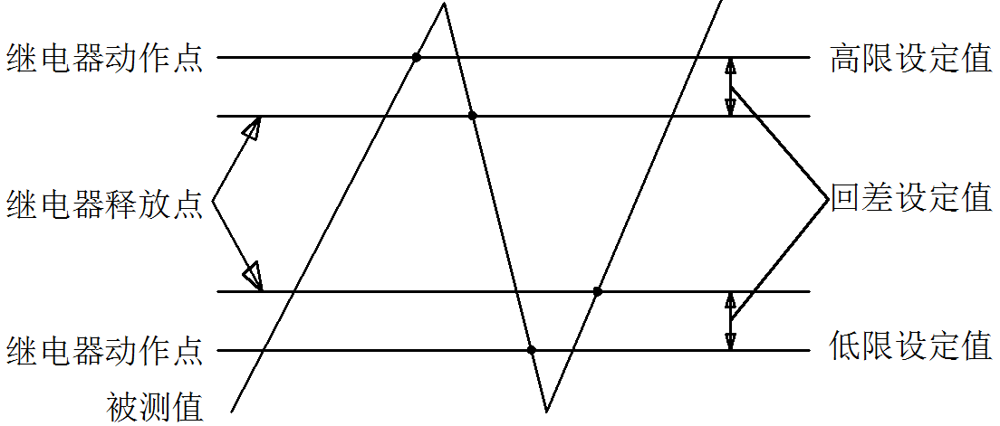 继电器动作点
高限设定值
继电器释放点
回差设定值
继电器动作点
低限设定值
被测值